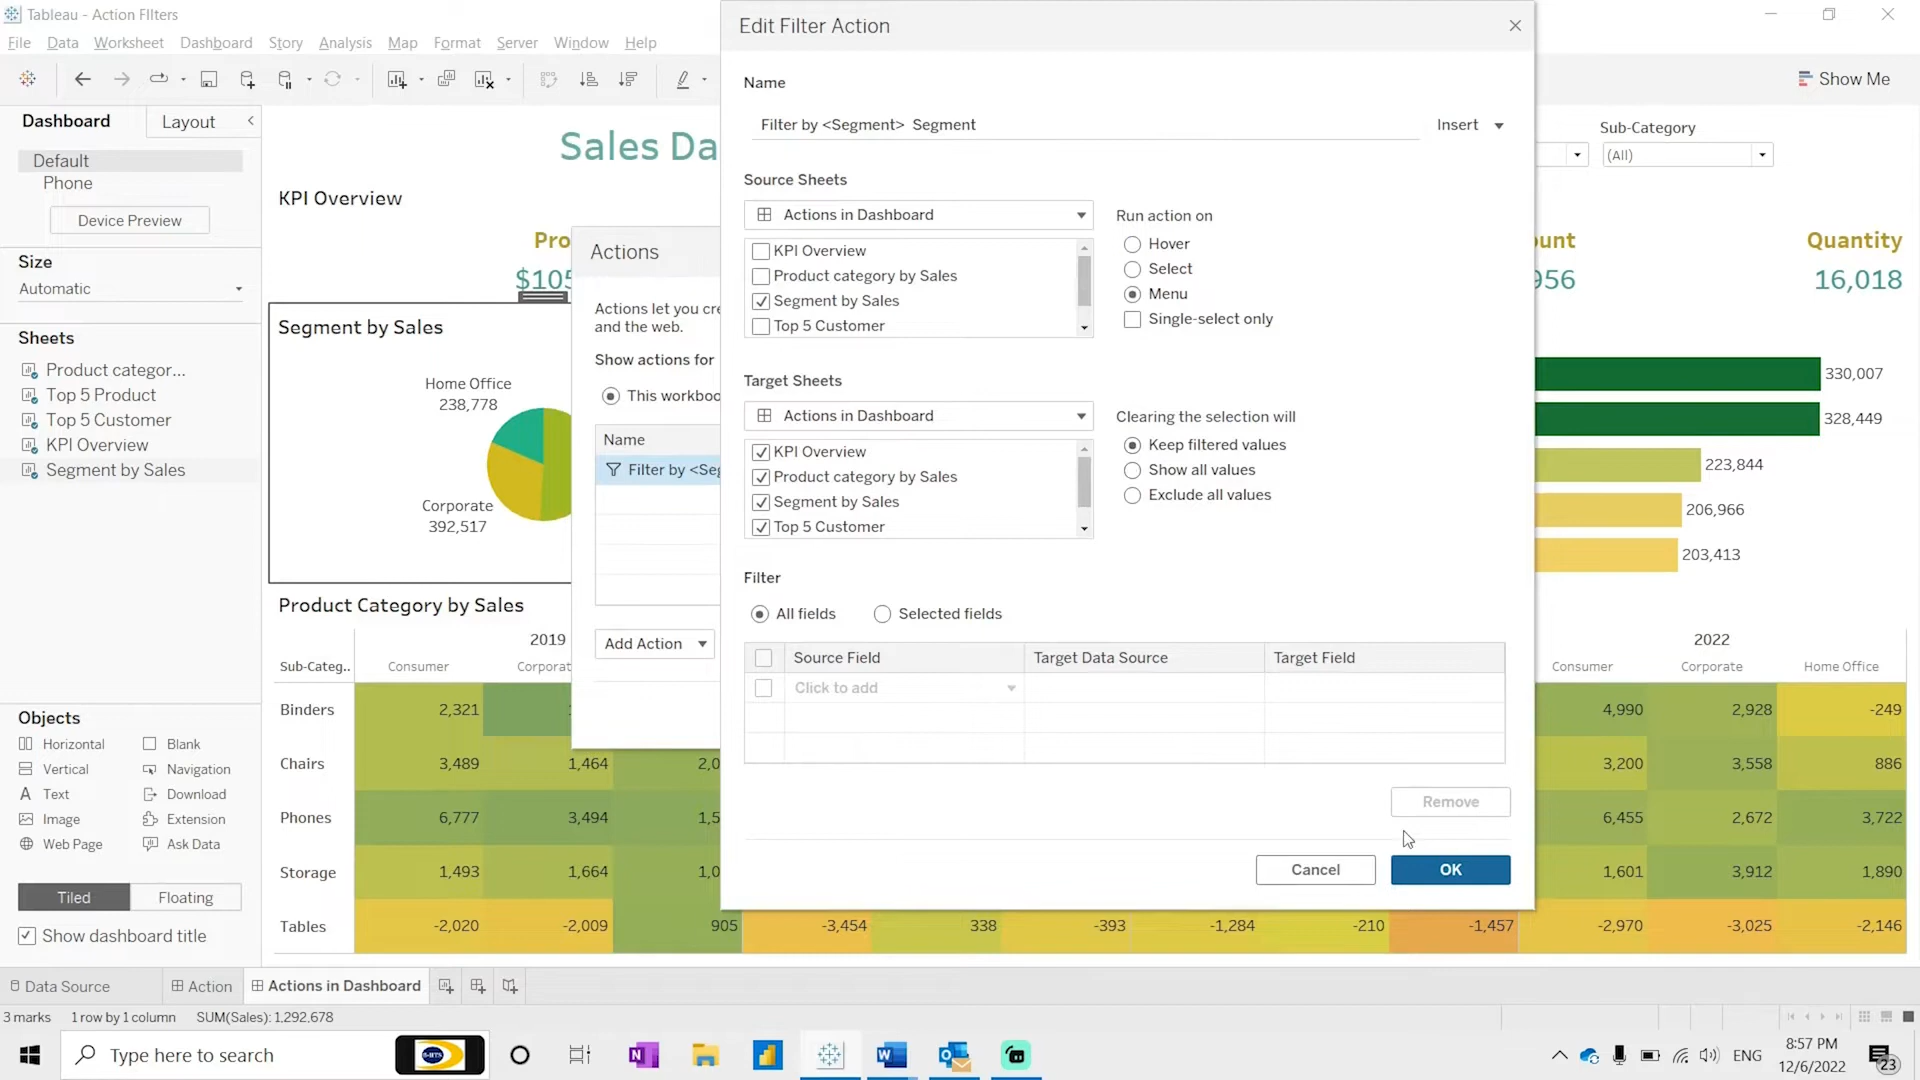 Tableau - Action FIlters
File Data Worksheet Dashboard Story Analysis Map Format Server Window Help
Show Me
Dashboard Layout
Default
Phone
Device Preview
Size
Automatic
Sheets
Product categor...
Top 5 Product
Top 5 Customer
KPI Overview
Segment by Sales
Objects
Horizontal Blank
Vertical Navigation
Text Download
Image Extension
Web Page Ask Data
Tiled Floating
Show dashboard title
Sales Da
KPI Overview
Pro
$105
Segment by Sales
Home Office
238,778
Corporate
392,517
Actions
Actions let you cre
and the web.
Show actions for
This workboo
Name
Filter by <Seg
Add Action
Edit Filter Action
Name
Filter by <Segment> Segment
Insert
Source Sheets
Actions in Dashboard
KPI Overview
Product category by Sales
Segment by Sales
Top 5 Customer
Run action on
Hover
Select
Menu
Single-select only
Target Sheets
Actions in Dashboard
KPI Overview
Product category by Sales
Segment by Sales
Top 5 Customer
Clearing the selection will
Keep filtered values
Show all values
Exclude all values
Filter
All fields Selected fields
Source Field Target Data Source Target Field
Click to add
Remove
Cancel OK
Sub-Category
(All)
ount Quantity
956 16,018
330,007
328,449
223,844
206,966
203,413
Product Category by Sales
2019 2022
Sub-Categ.. Consumer Corporat Consumer Corporate Home Office
Binders 2,321 4,990 2,928 -249
Chairs 3,489 1,464 2,0 3,200 3,558 886
Phones 6,777 3,494 1,5 6,455 2,672 3,722
Storage 1,493 1,664 1,0 1,601 3,912 1,890
Tables -2,020 -2,009 905 -3,454 338 -393 -1,284 -210 -1,457 -2,970 -3,025 -2,146
Data Source Action Actions in Dashboard
3 marks 1 row by 1 column SUM(Sales): 1,292,678
Type here to search
ENG
8:57 PM
12/6/2022
23